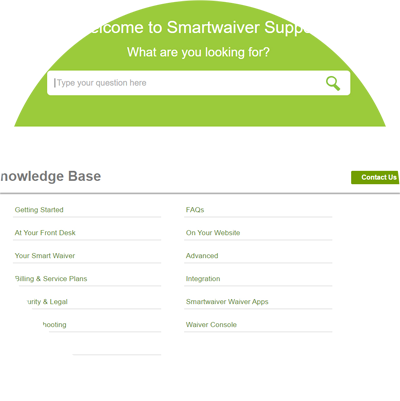 elcome to Smartwaiver Supp
What are you looking for?
Type your question here
nowledge Base
Contact Us
Getting Started
FAQs
At Your Front Desk
On Your Website
Your Smart Waiver
Advanced
Billing & Service Plans
Integration
urity & Legal
Smartwaiver Waiver Apps
hooting
Waiver Console